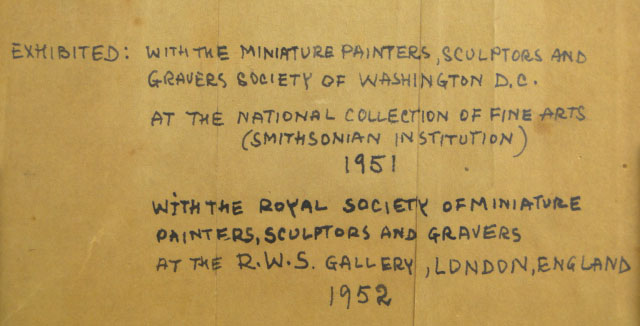 EXHIBITED: WITH THE MINIATURE PAINTERS, SCULPTORS AND
GRAVERS SOCIETY OF WASHINGTON D.C.
AT THE NATIONAL COLLECTION OF FINE ARTS
(SMITHSONIAN INSTITUTION)
1951
WITH THE ROYAL SOCIETY OF MINIATURE
PAINTERS, SCULPTORS AND GRAVERS
AT THE R.W.S. GALLERY, LONDON, ENGLAND
1952